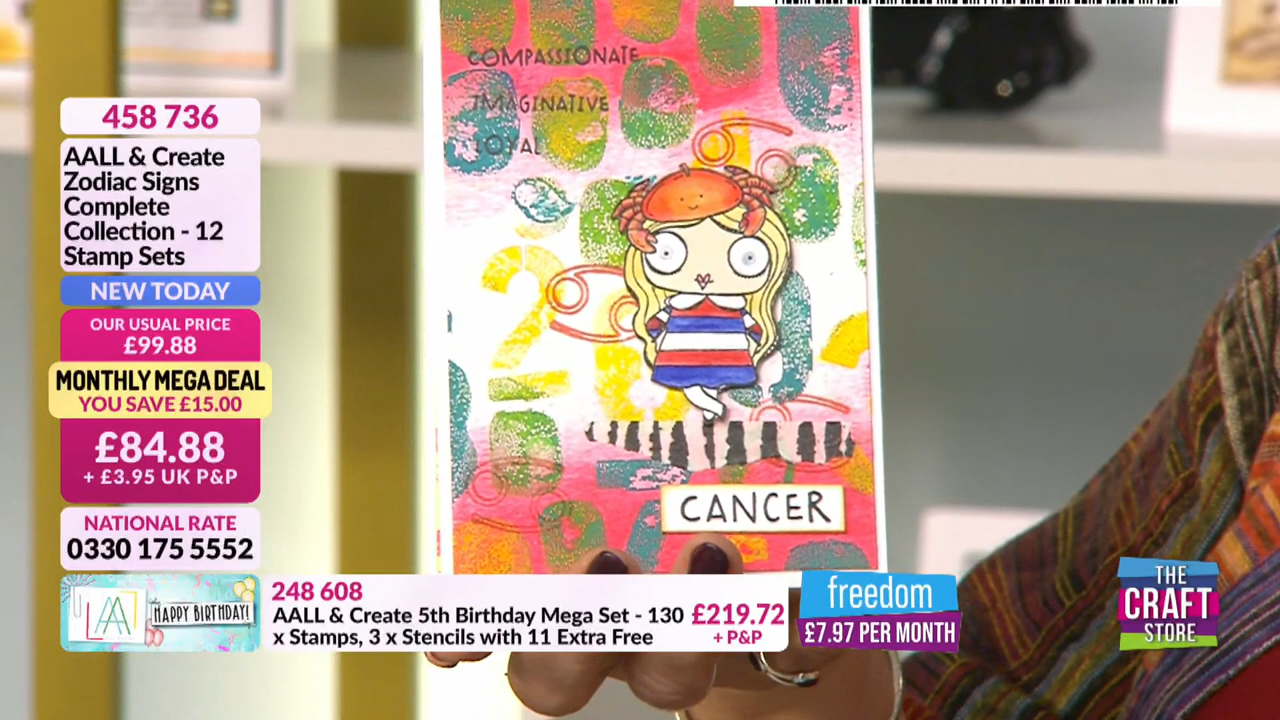 COMPASSIONATE
IMAGINATIVE
LOYAL
CANCER
458 736
AALL & Create
Zodiac Signs
Complete
Collection - 12
Stamp Sets
NEW TODAY
OUR USUAL PRICE
£99.88
MONTHLY MEGA DEAL
YOU SAVE £15.00
£84.88
+ £3.95 UK P&P
NATIONAL RATE
0330 175 5552
HAPPY BIRTHDAY!
248 608
AALL & Create 5th Birthday Mega Set - 130
x Stamps, 3 x Stencils with 11 Extra Free
£219.72
+ P&P
freedom
£7.97 PER MONTH
THE
CRAFT
STORE